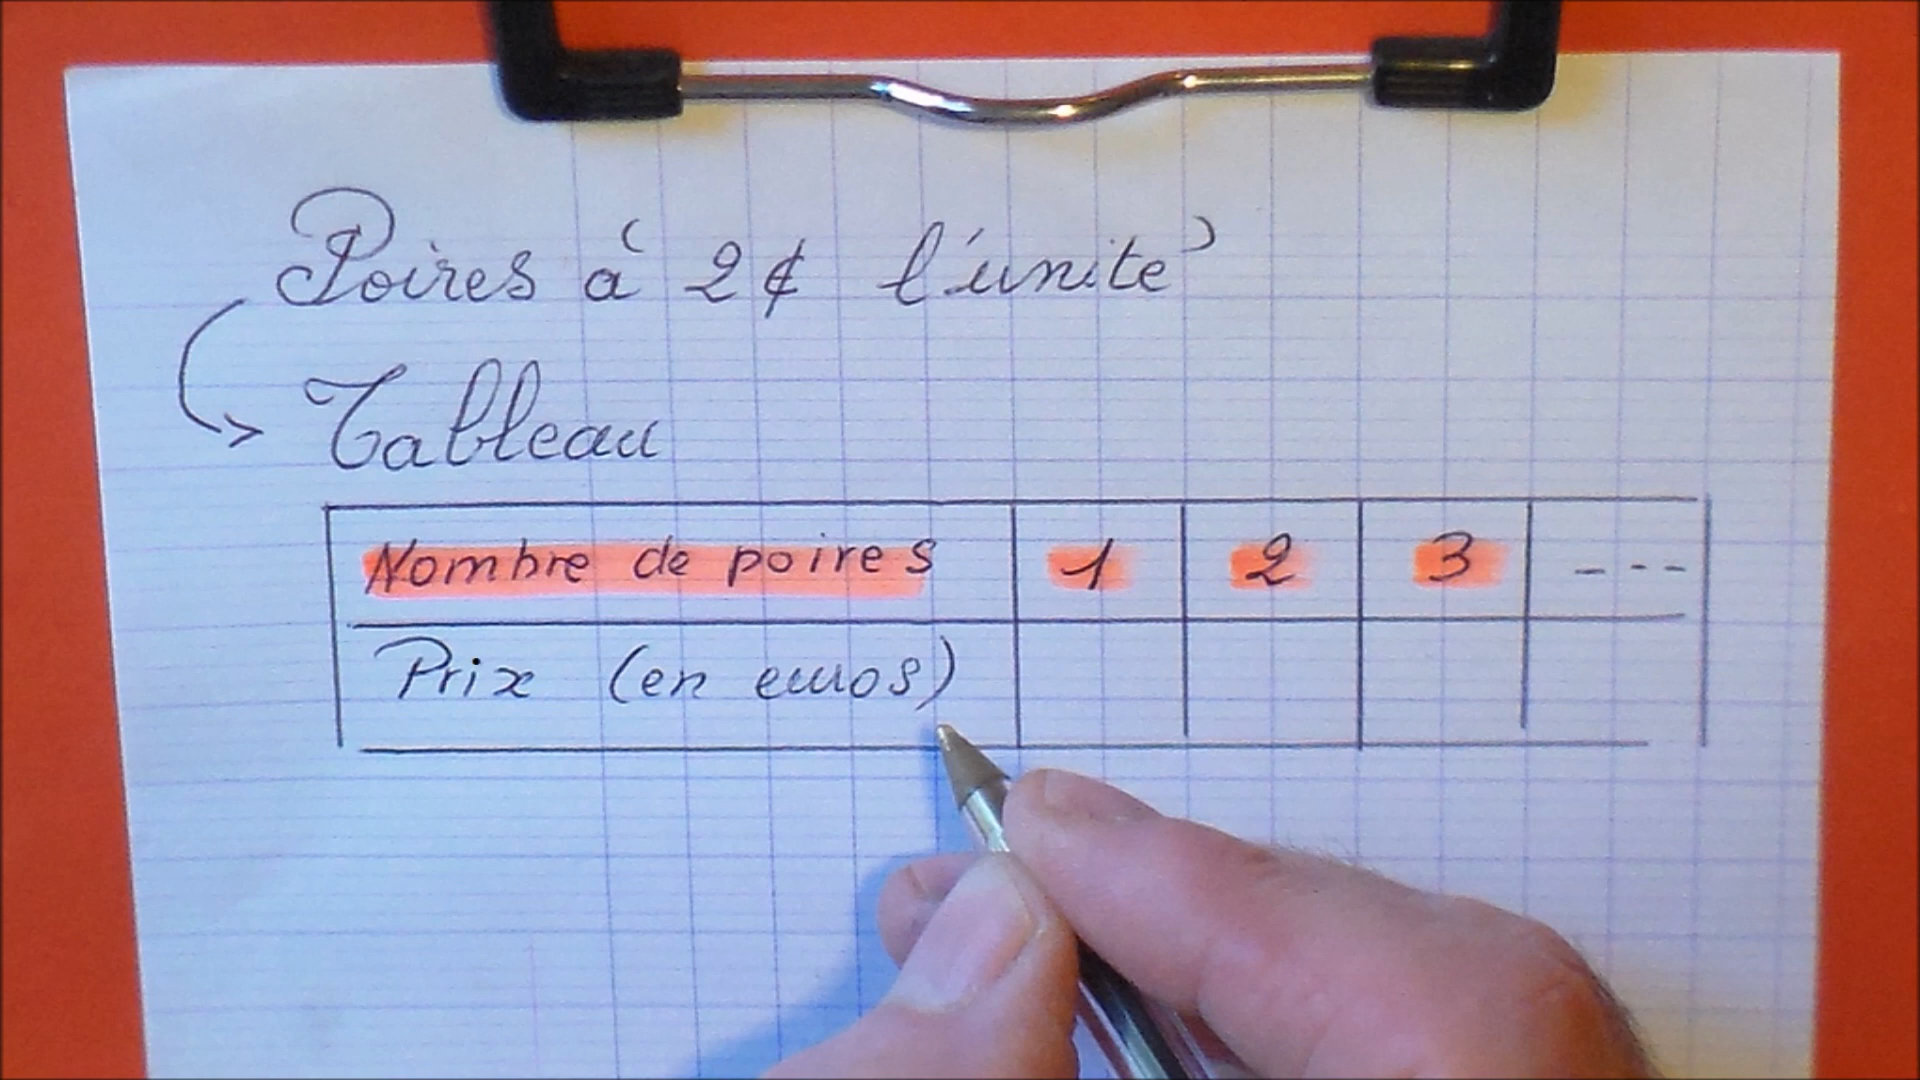 Poires à 2 € l'unité
Tableau
Nombre de poires 1 2 3 ---
Prix (en euros)